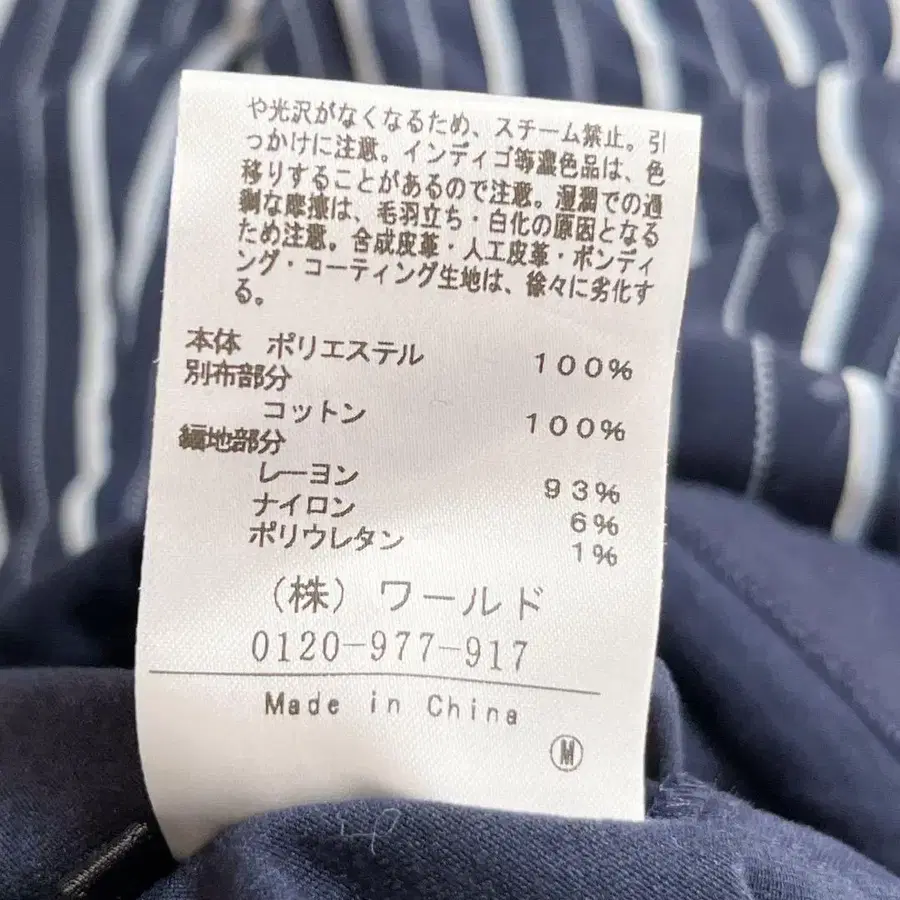 や光沢がなくなるため、スチーム禁止。引
っかけに注意。インディゴ等濃色品は、色
移りすることがあるので注意。湿潤での過
剰な摩擦は、毛羽立ち・白化の原因となる
ため注意。合成皮革・人工皮革・ボンディ
ング・コーティング生地は、徐々に劣化す
る。
本体 ポリエステル 100%
別布部分
コットン 100%
編地部分
レーヨン 93%
ナイロン 6%
ポリウレタン 1%
(株) ワールド
0120-977-917
Made in China
M